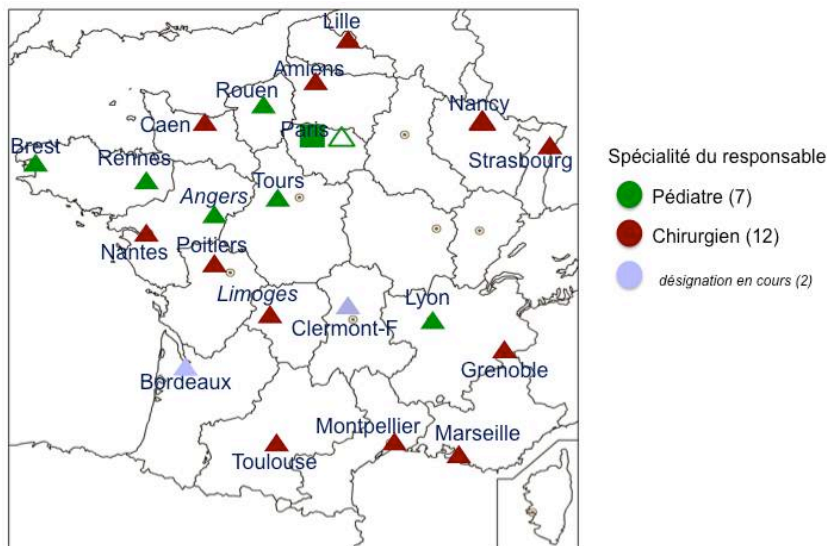 Lille
Amiens
Rouen
Nancy
Caen
Paris
Strasbourg
Brest
Rennes
Angers
Tours
Nantes
Poitiers
Limoges
Lyon
Clermont-F
Grenoble
Bordeaux
Montpellier
Marseille
Toulouse
Spécialité du responsable
Pédiatre (7)
Chirurgien (12)
désignation en cours (2)